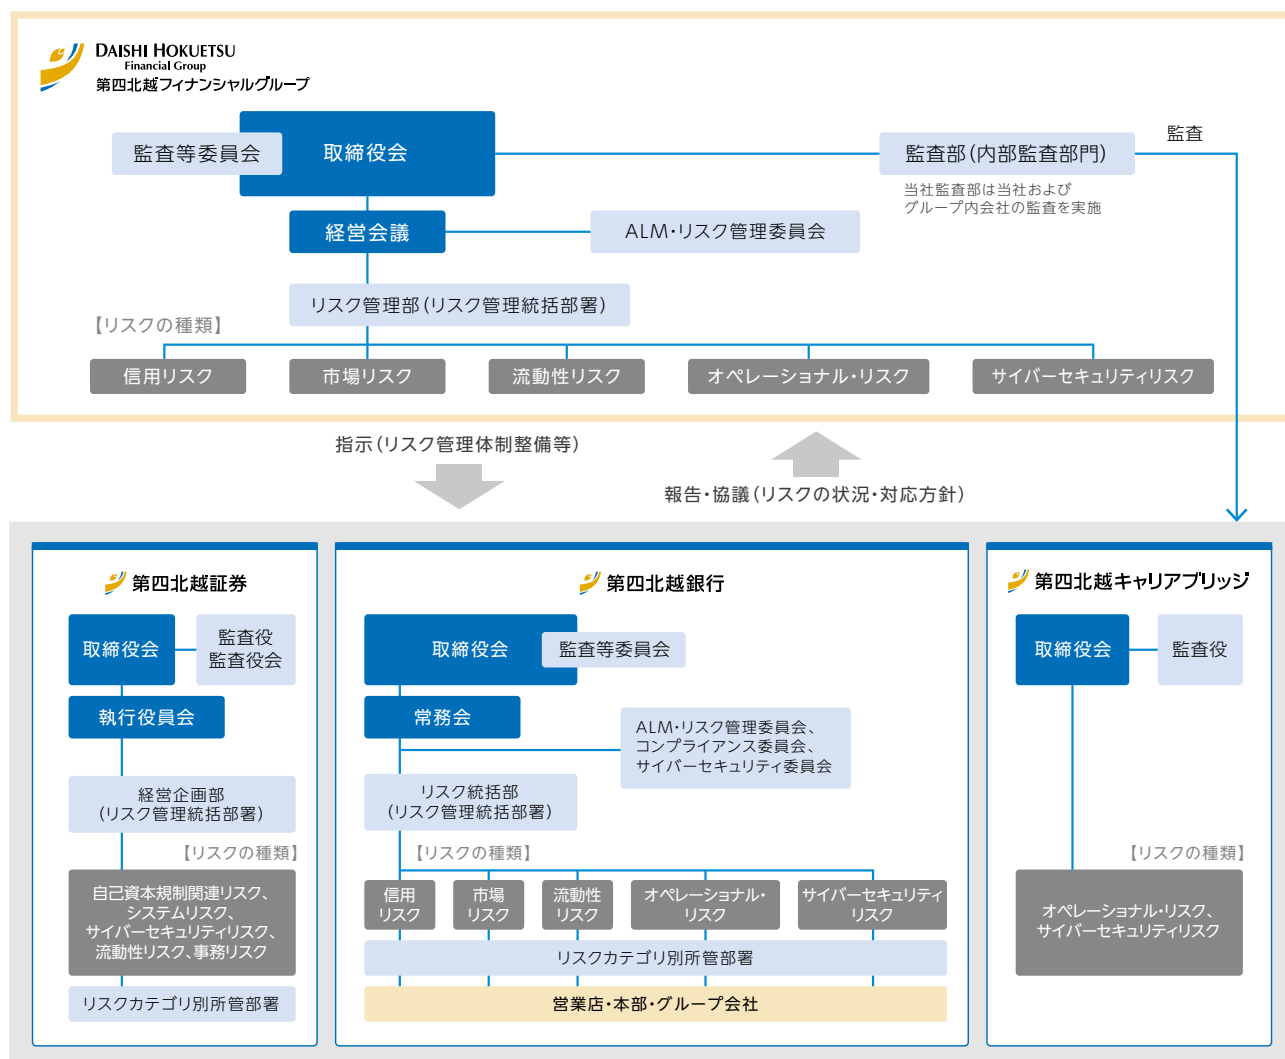 DAISHI HOKUETSU
Financial Group
第四北越フィナンシャルグループ
監査等委員会
取締役会
監査部(内部監査部門)
監査
当社監査部は当社および
グループ内会社の監査を実施
経営会議
ALM・リスク管理委員会
リスク管理部(リスク管理統括部署)
【リスクの種類】
信用リスク
市場リスク
流動性リスク
オペレーショナル・リスク
サイバーセキュリティリスク
指示(リスク管理体制整備等)
報告・協議(リスクの状況・対応方針)
第四北越証券
取締役会
監査役
監査役会
執行役員会
経営企画部
(リスク管理統括部署)
【リスクの種類】
自己資本規制関連リスク、
システムリスク、
サイバーセキュリティリスク、
流動性リスク、事務リスク
リスクカテゴリ別所管部署
第四北越銀行
取締役会
監査等委員会
常務会
ALM・リスク管理委員会、
コンプライアンス委員会、
サイバーセキュリティ委員会
リスク統括部
(リスク管理統括部署)
【リスクの種類】
信用
リスク
市場
リスク
流動性
リスク
オペレーショナル・
リスク
サイバーセキュリティ
リスク
リスクカテゴリ別所管部署
営業店・本部・グループ会社
第四北越キャリアブリッジ
取締役会
監査役
【リスクの種類】
オペレーショナル・リスク、
サイバーセキュリティリスク